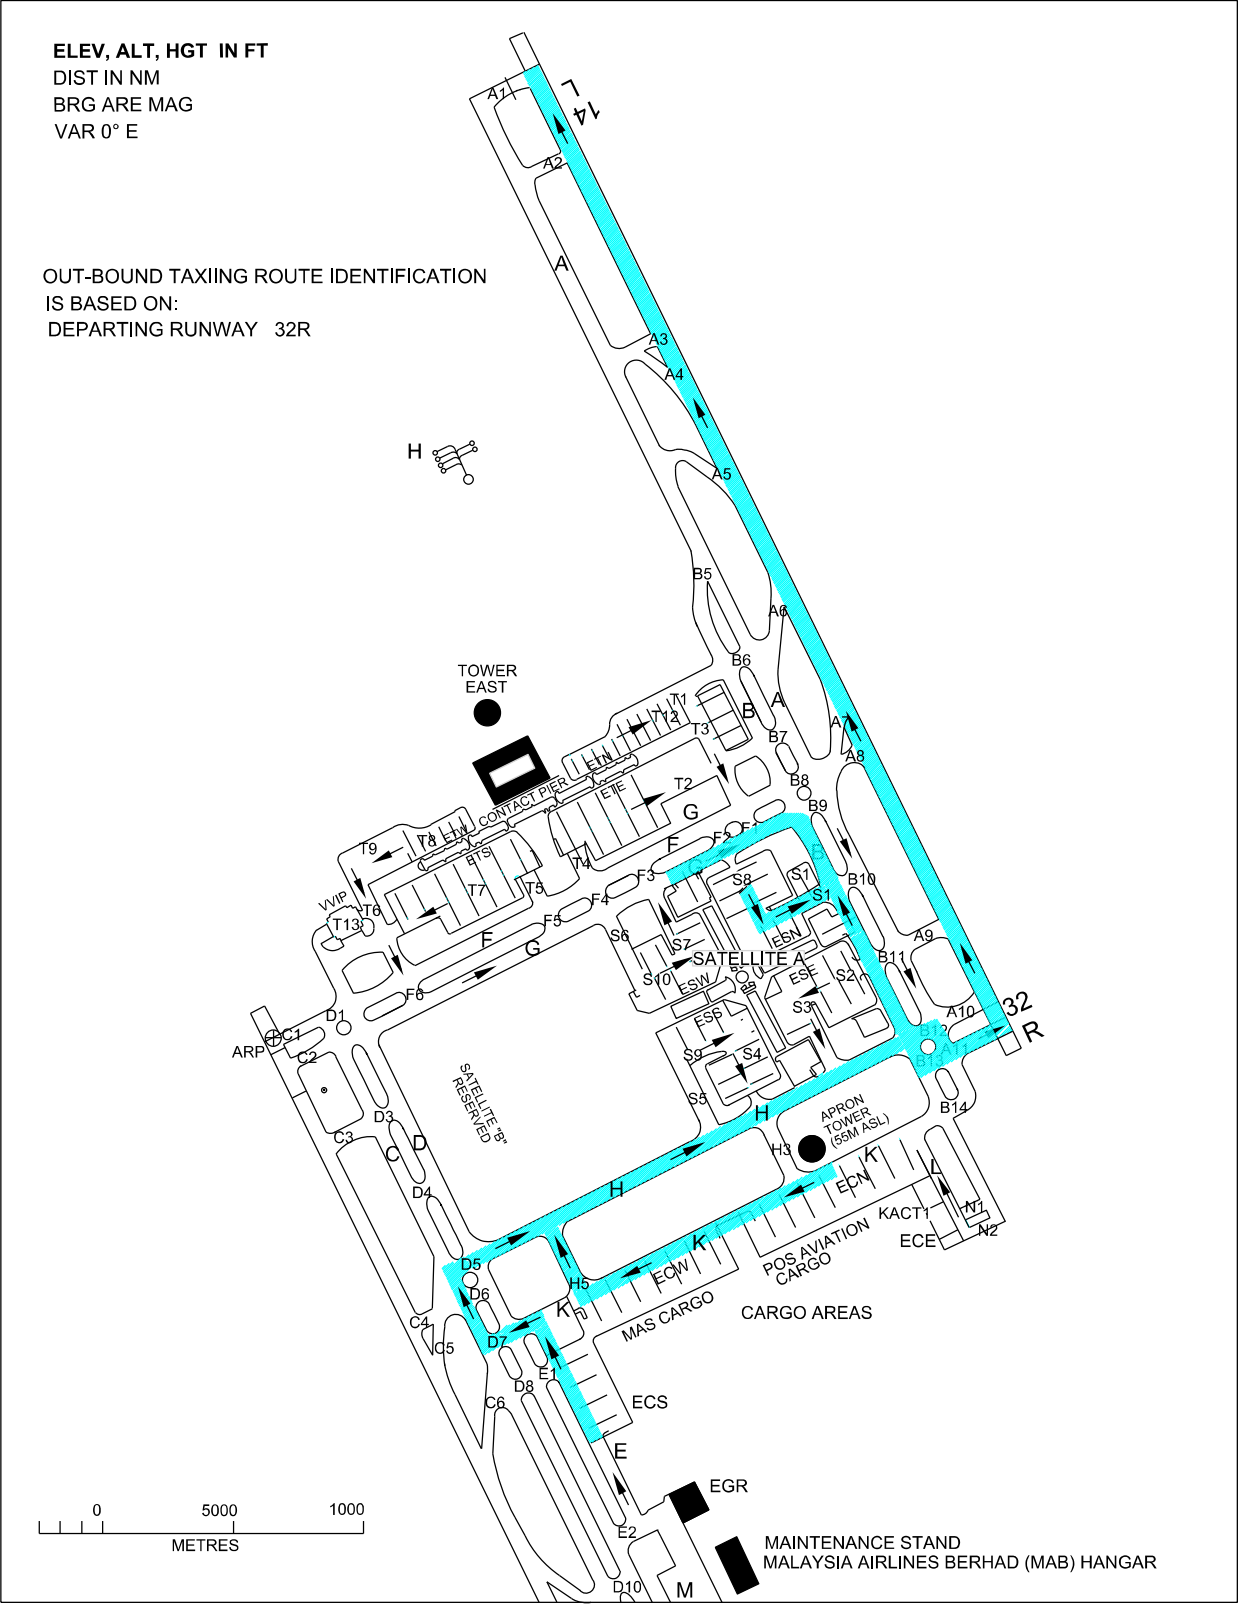 ELEV, ALT, HGT IN FT
DIST IN NM
BRG ARE MAG
VAR 0° E
A1
14
L
A2
A
OUT-BOUND TAXIING ROUTE IDENTIFICATION
IS BASED ON:
DEPARTING RUNWAY 32R
A3
A4
H
A5
B5
A6
B6
TOWER
EAST
T1
T12
T3
B
A
A7
B7
A8
ETN
CONTACT PIER
ETE
T2
B8
B9
G
T9
T8
ETW
ETS
F
F2
F1
B
T4
G
F3
S8
S1
B10
S1
VVIP
T6
T7
T5
F4
T13
F5
S6
F
G
S7
ESN
A9
SATELLITE A
B11
S10
ESW
ESE
S2
F6
S3
A10
32
R
D1
C1
ESS
B12
ARP
C2
S9
S4
A11
B13
SATELLITE "B"
RESERVED
S5
H
B14
D3
APRON
TOWER
(55M ASL)
C3
C
D
H3
K
ECN
L
D4
H
KACT1
N1
N2
ECE
K
POS AVIATION
CARGO
D5
ECW
D6
H5
K
MAS CARGO
CARGO AREAS
C4
D7
C5
E1
D8
C6
ECS
E
EGR
0
5000
1000
METRES
E2
MAINTENANCE STAND
MALAYSIA AIRLINES BERHAD (MAB) HANGAR
D10
M